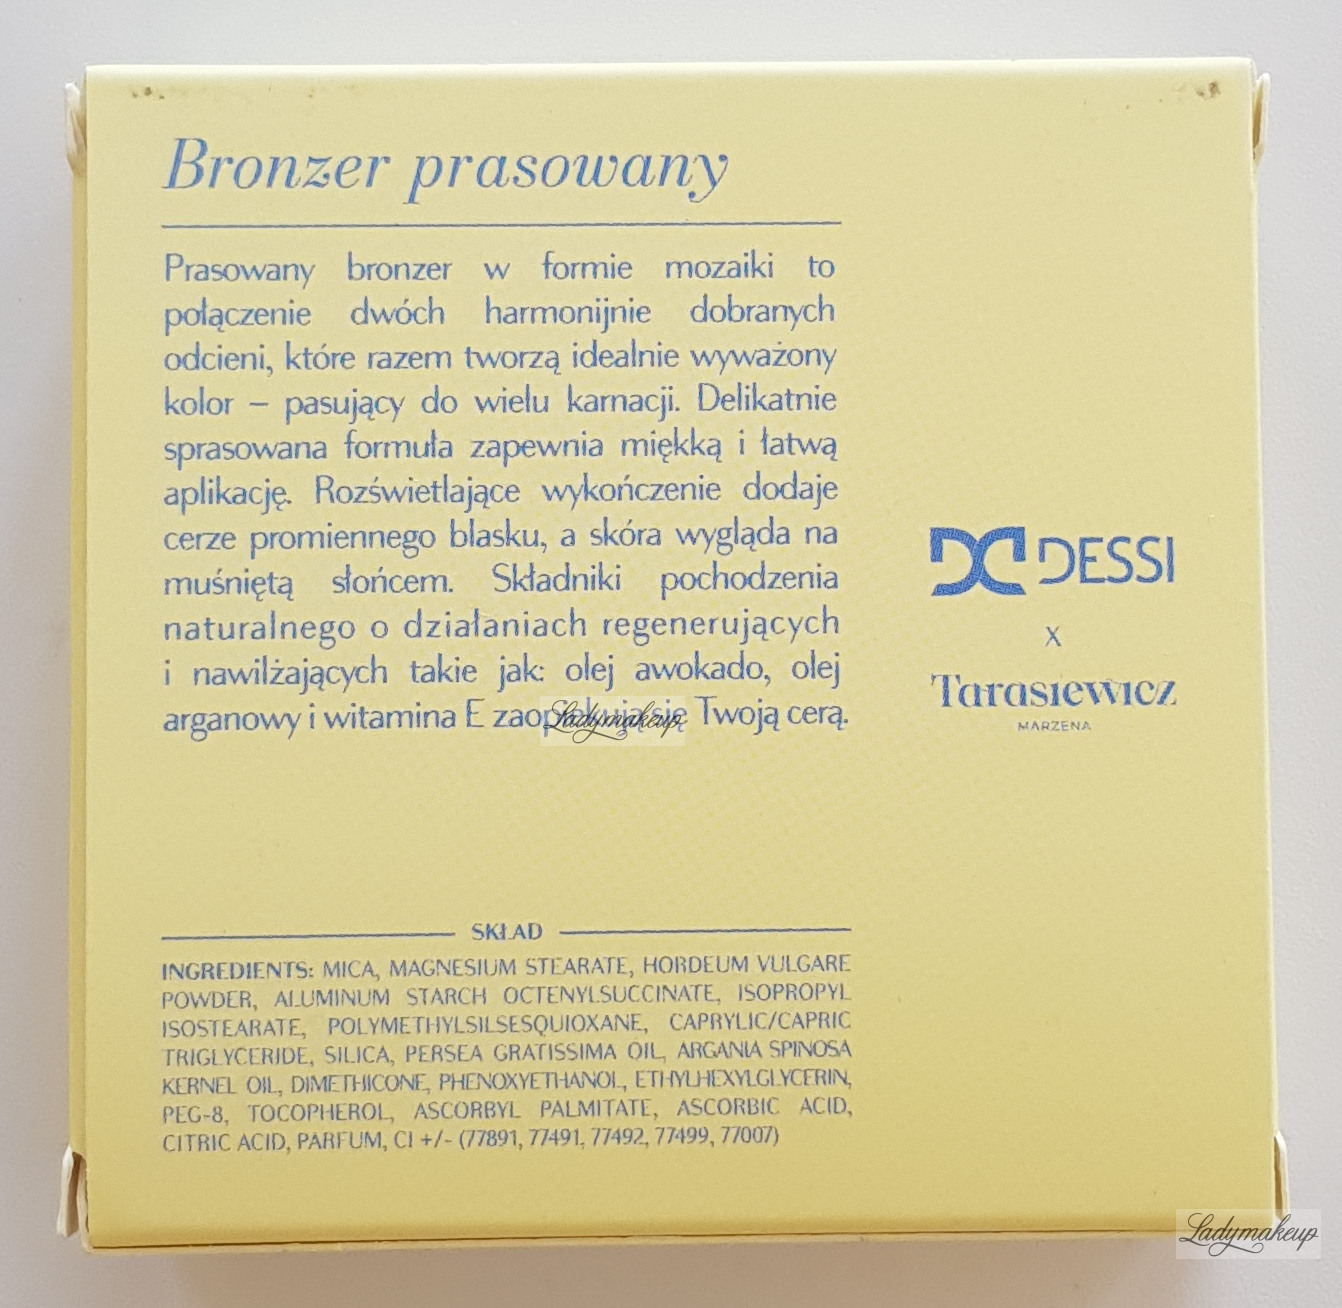 Bronzer prasowany
Prasowany bronzer w formie mozaiki to
połączenie dwóch harmonijnie dobranych
odcieni, które razem tworzą idealnie wyważony
kolor – pasujący do wielu karnacji. Delikatnie
sprasowana formuła zapewnia miękką i łatwą
aplikację. Rozświetlające wykończenie dodaje
cerze promiennego blasku, a skóra wygląda na
muśniętą słońcem. Składniki pochodzenia
naturalnego o działaniach regenerujących
i nawilżających takie jak: olej awokado, olej
arganowy i witamina E się Twoją cerą.
Ladymakeup
DESSI
X
Tarasiewicz
MARZENA
SKŁAD
INGREDIENTS: MICA, MAGNESIUM STEARATE, HORDEUM VULGARE
POWDER, ALUMINUM STARCH OCTENYLSUCCINATE, ISOPROPYL
ISOSTEARATE, POLYMETHYLSILSESQUIOXANE, CAPRYLIC/CAPRIC
TRIGLYCERIDE, SILICA, PERSEA GRATISSIMA OIL, ARGANIA SPINOSA
KERNEL OIL, DIMETHICONE, PHENOXYETHANOL, ETHYLHEXYLGLYCERIN,
PEG-8, TOCOPHEROL, ASCORBYL PALMITATE, ASCORBIC ACID,
CITRIC ACID, PARFUM, CI +/- (77891, 77491, 77492, 77499, 77007)
Ladymakeup